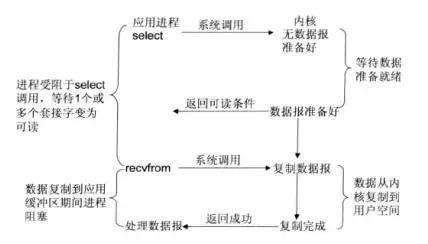 应用进程
select
系统调用
内核
无数据报
准备好
等待数据
准备就绪
进程受阻于select
调用，等待1个或
多个套接字变为
可读
返回可读条件
数据报准备好
recvfrom
系统调用
复制数据报
数据复制到应用
缓冲区期间进程
阻塞
数据从内
核复制到
用户空间
处理数据报
返回成功
复制完成